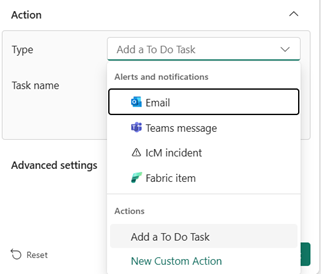 Action
Type
Add a To Do Task
Alerts and notifications
Task name
Email
Teams message
IcM incident
Fabric item
Advanced settings
Actions
Add a To Do Task
Reset
New Custom Action